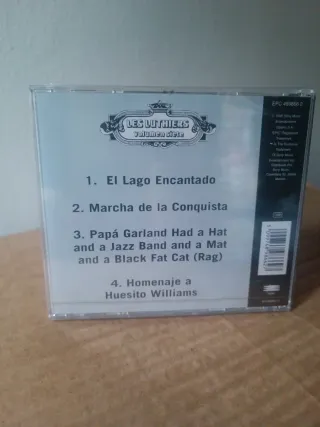 LES LUTHIERS
volumen siete
1. El Lago Encantado
2. Marcha de la Conquista
3. Papá Garland Had a Hat
and a Jazz Band and a Mat
and a Black Fat Cat (Rag)
4. Homenaje a
Huesito Williams